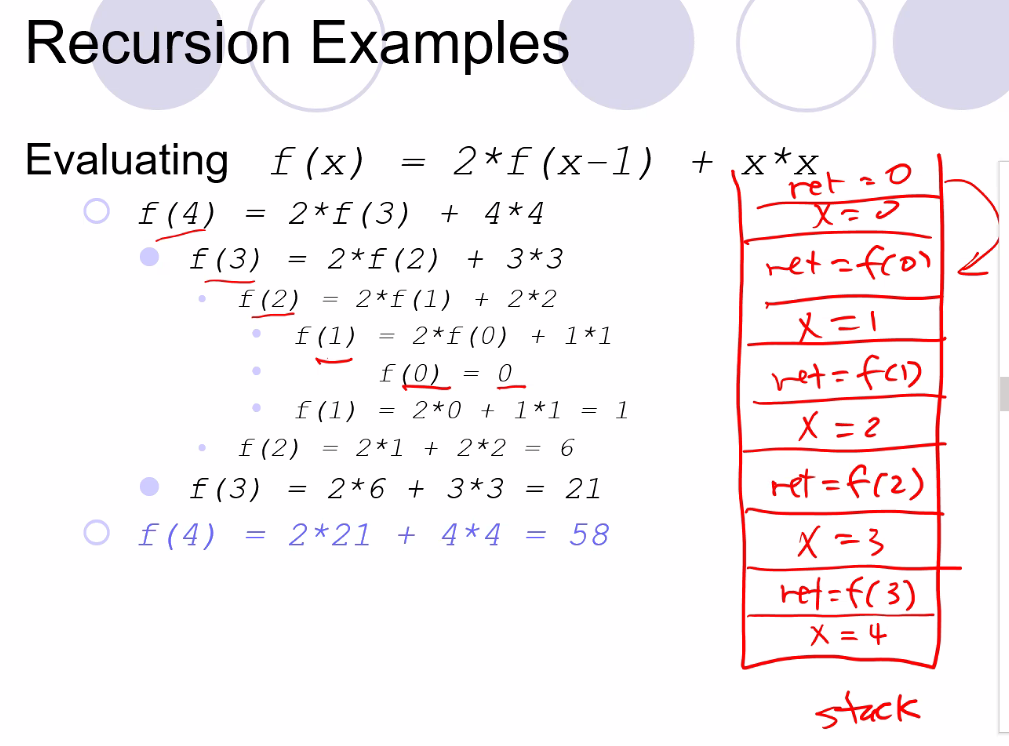 Recursion Examples
Evaluating f(x) = 2*f(x-1) + x*x
f(4) = 2*f(3) + 4*4
f(3) = 2*f(2) + 3*3
f(2) = 2*f(1) + 2*2
f(1) = 2*f(0) + 1*1
f(0) = 0
f(1) = 2*0 + 1*1 = 1
f(2) = 2*1 + 2*2 = 6
f(3) = 2*6 + 3*3 = 21
f(4) = 2*21 + 4*4 = 58
ret = 0
x = 0
ret = f(0)
x = 1
ret = f(1)
x = 2
ret = f(2)
x = 3
ret = f(3)
x = 4
stack